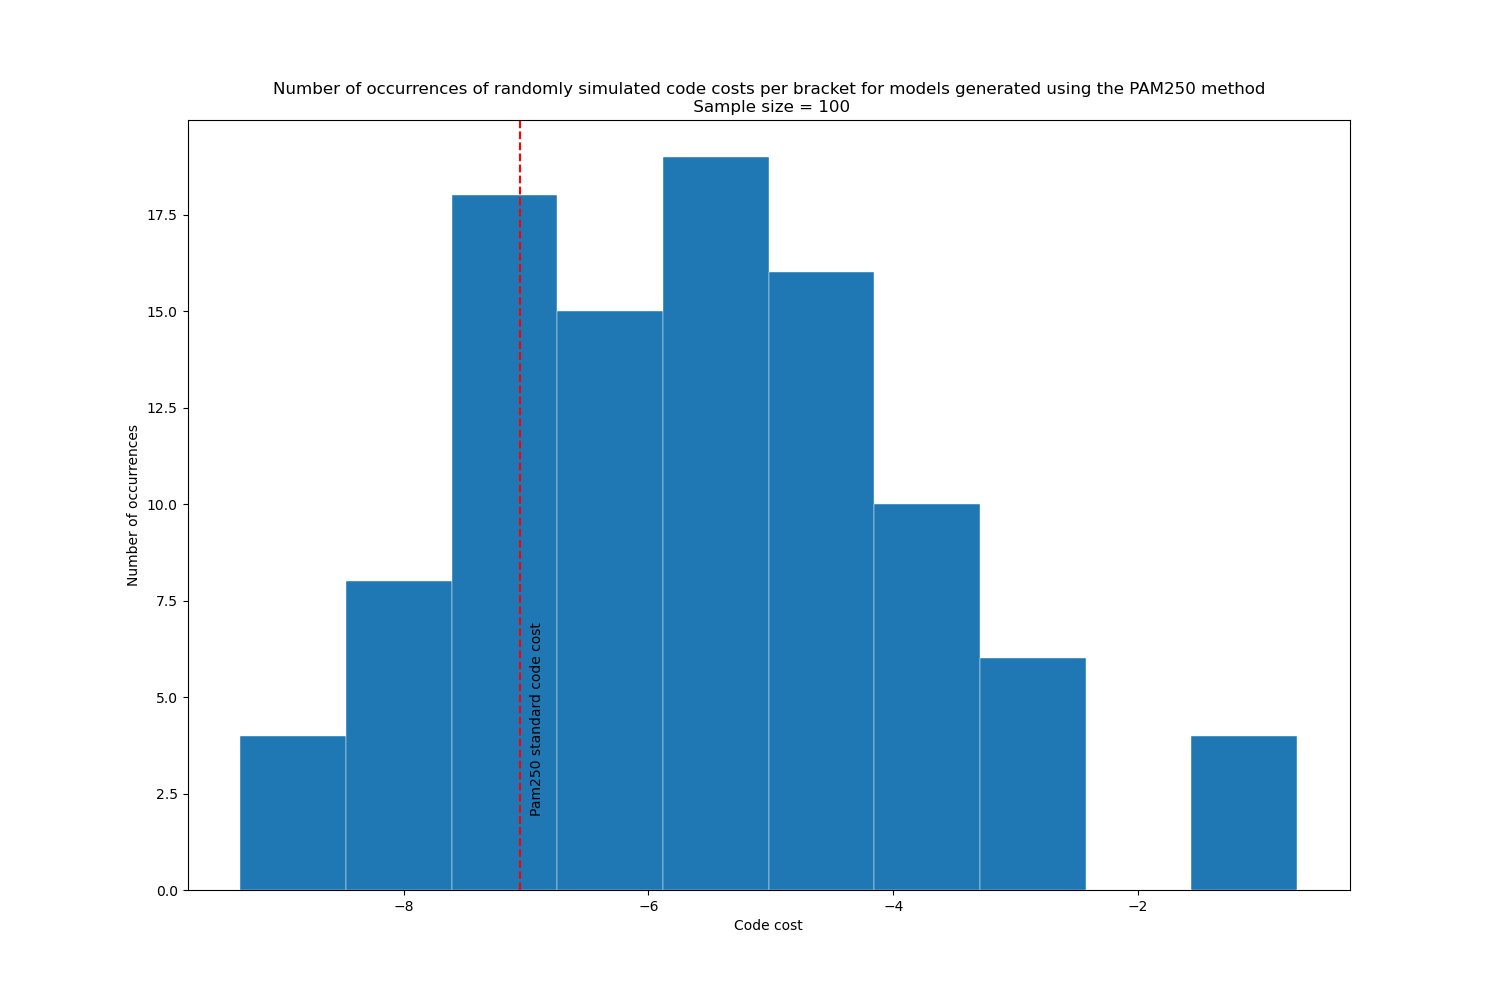 Number of occurrences of randomly simulated code costs per bracket for models generated using the PAM250 method
Sample size = 100
17.5
15.0
12.5
10.0
7.5
5.0
2.5
0.0
Number of occurrences
Pam250 standard code cost
−8
−6
−4
−2
Code cost